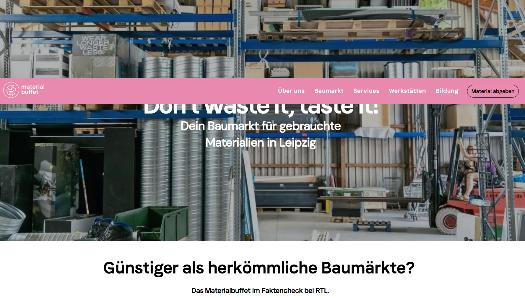 material
buffet
Über uns
Baumarkt
Services
Werkstätten
Bildung
Material abgeben
Don't waste it, taste it!
Dein Baumarkt für gebrauchte
Materialien in Leipzig
Günstiger als herkömmliche Baumärkte?
Das Materialbuffet im Faktencheck bei RTL.